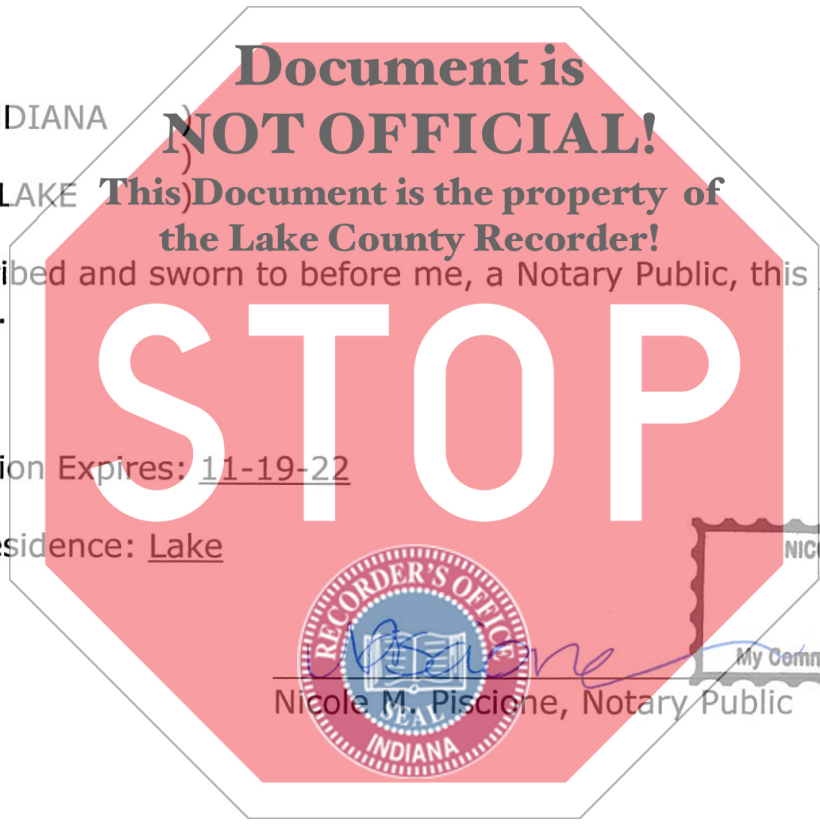 Document is
NOT OFFICIAL!
This Document is the property of
the Lake County Recorder!
STOP
DIANA )
)
LAKE )
ibed and sworn to before me, a Notary Public, this
.
ion Expires: 11-19-22
sidence: Lake
NICO
My Comm
Nicole M. Piscione, Notary Public
RECORDER'S OFFICE
SEAL
INDIANA